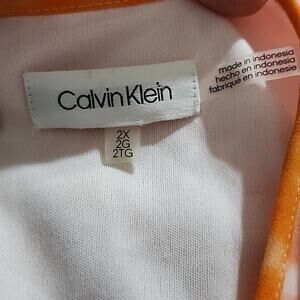 Calvin Klein
2X
2G
2TG
made in indonesia
hecho en indonesia
fabriqué en indonésie